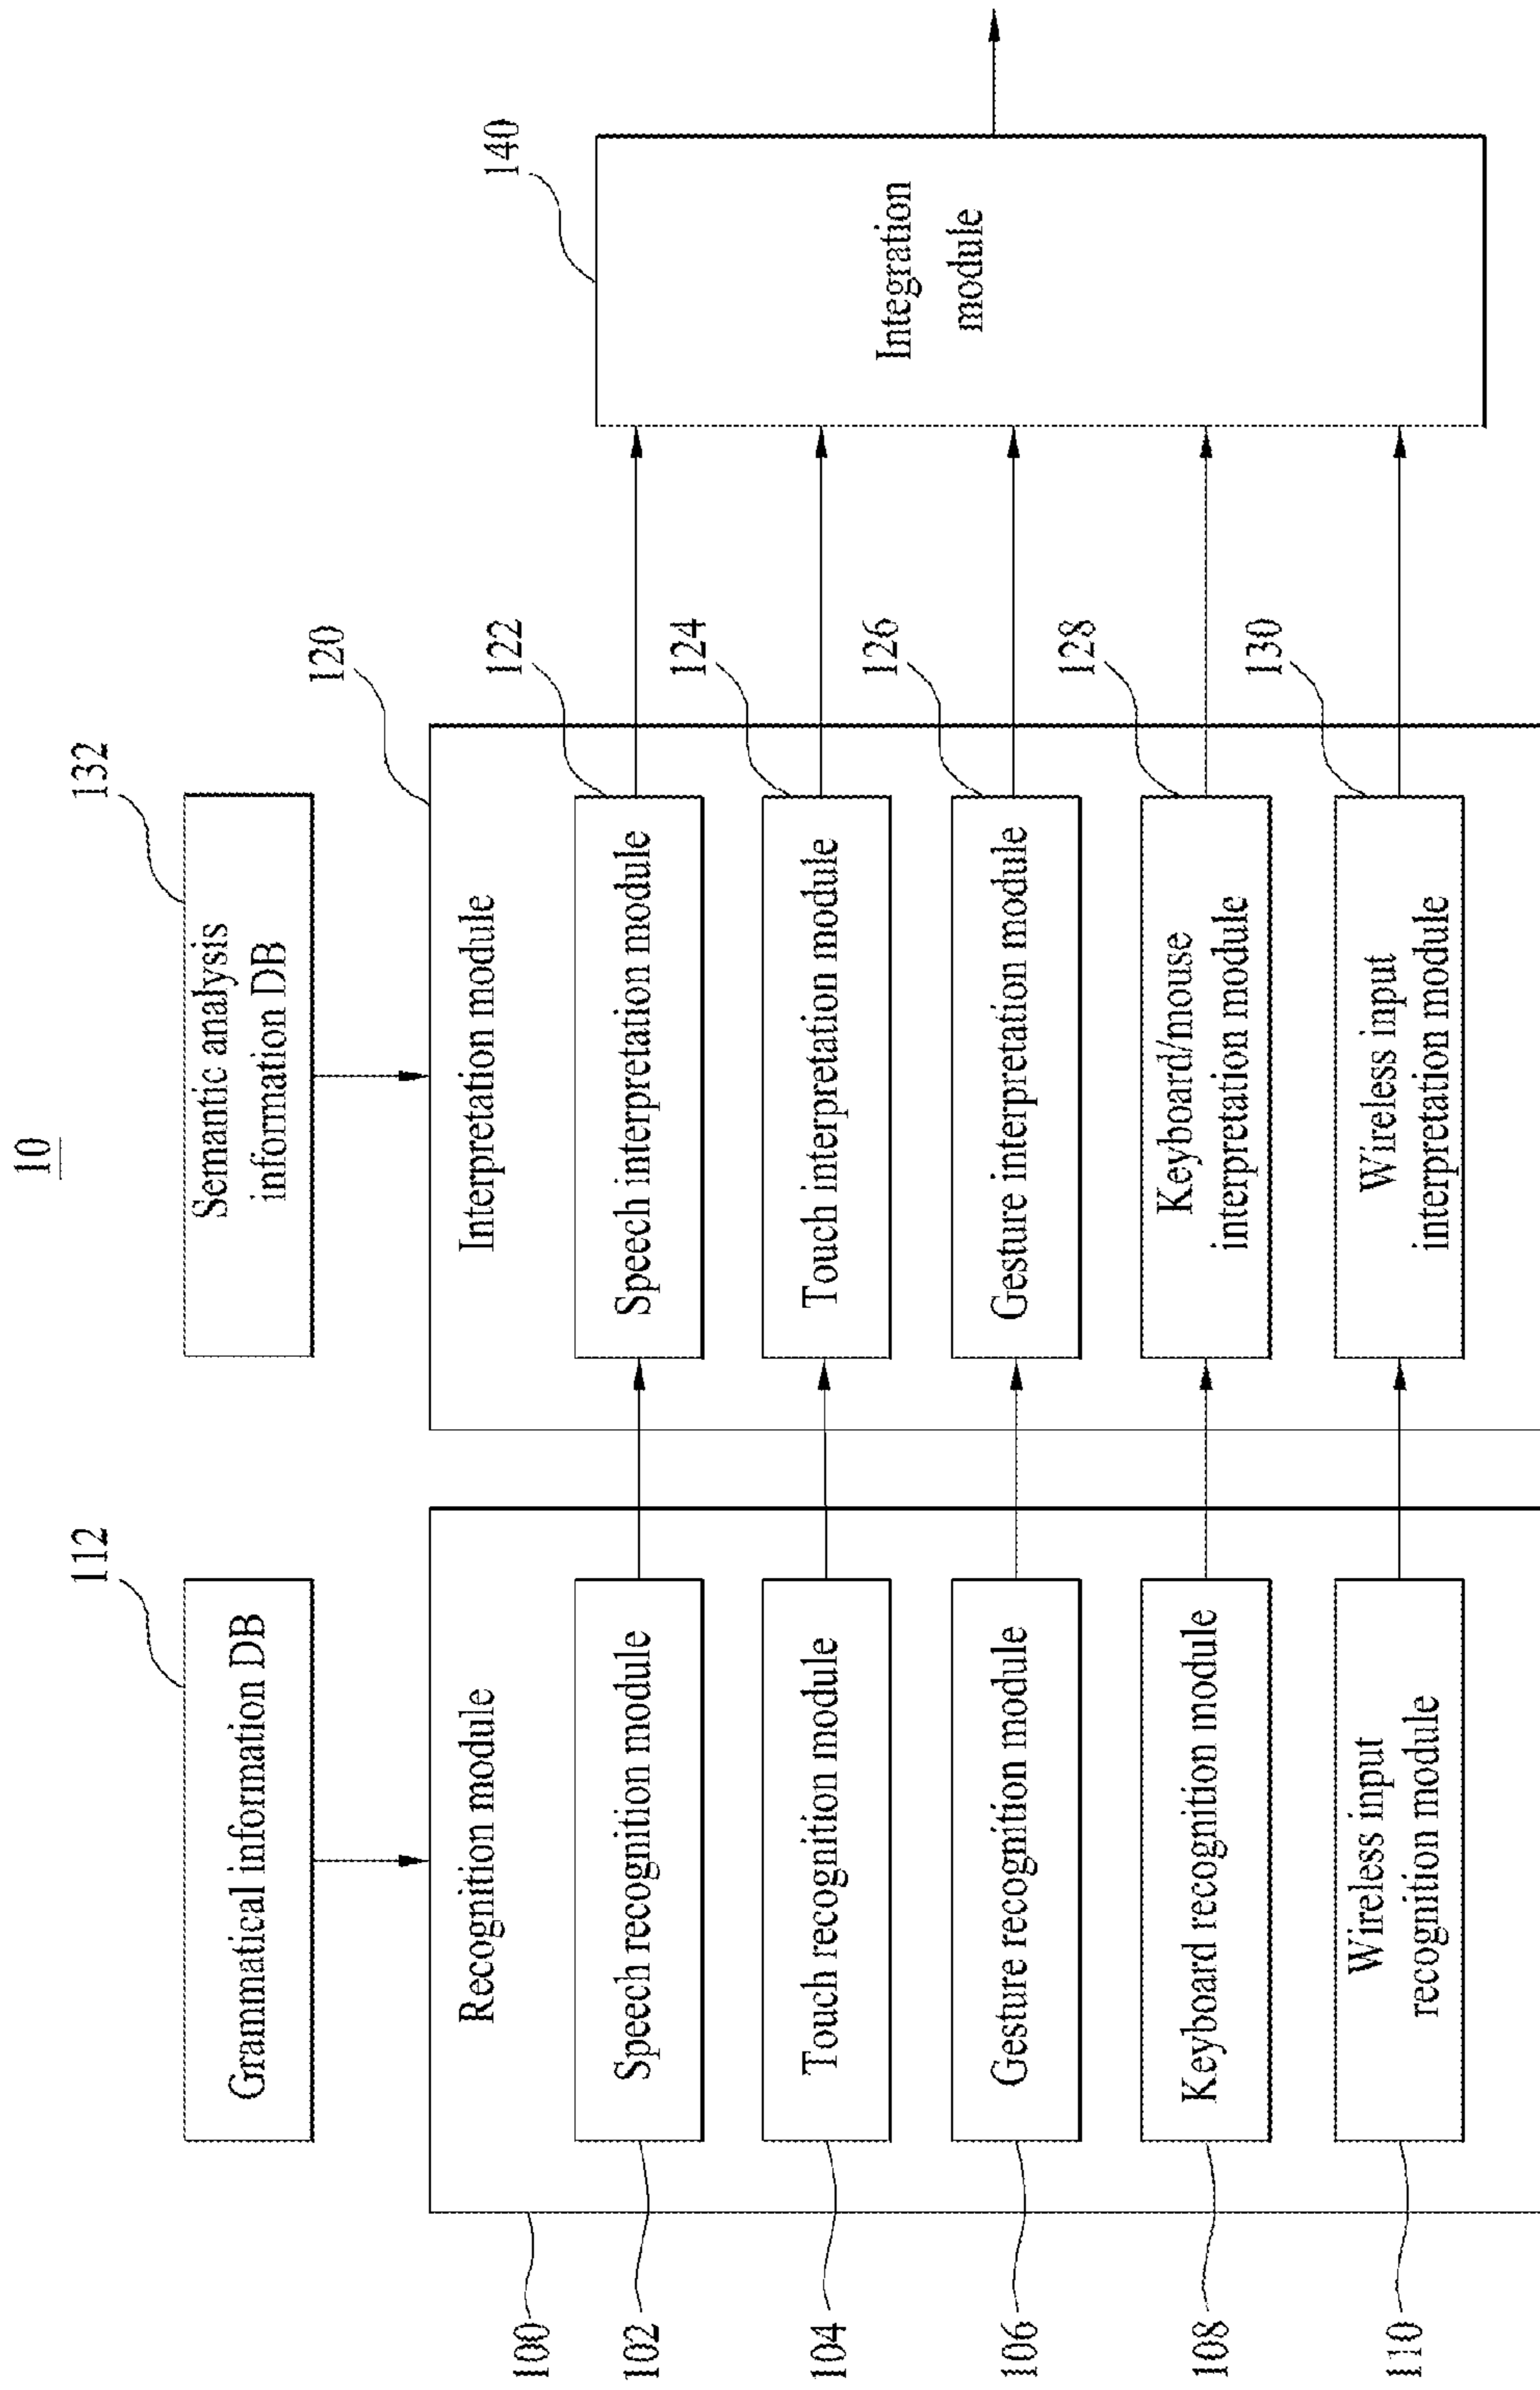 10
112
Grammatical information DB
132
Semantic analysis
information DB
100
Recognition module
102
Speech recognition module
104
Touch recognition module
106
Gesture recognition module
108
Keyboard recognition module
110
Wireless input
recognition module
120
Interpretation module
122
Speech interpretation module
124
Touch interpretation module
126
Gesture interpretation module
128
Keyboard/mouse
interpretation module
130
Wireless input
interpretation module
140
Integration
module